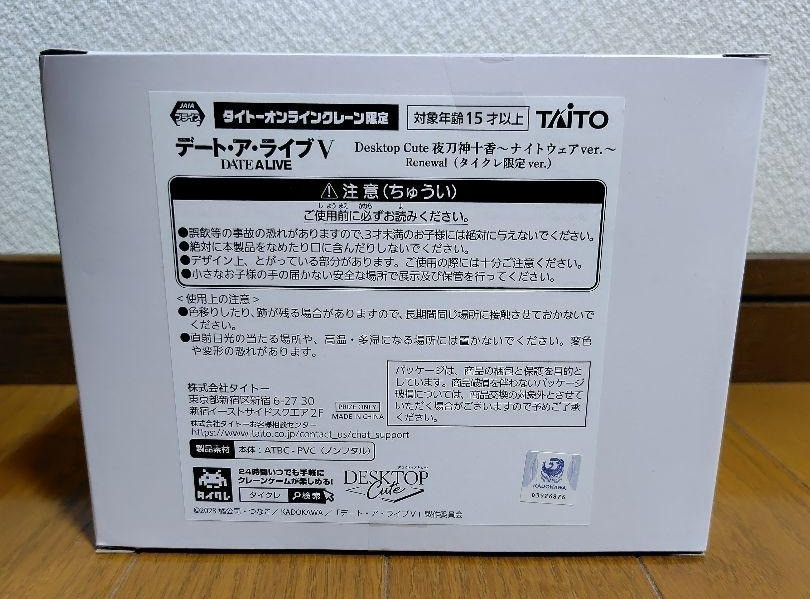 JAIA
プライズ
タイトーオンラインクレーン限定
対象年齢15才以上
TAITO
デート・ア・ライブV
DATE A LIVE
Desktop Cute 夜刀神十香～ナイトウェアver.～
Renewal（タイクレ限定ver.）
⚠注意(ちゅうい)
ご使用前に必ずお読みください。
●誤飲等の事故の恐れがありますので、3才未満のお子様には絶対に与えないでください。
●絶対に本製品をなめたり口に含んだりしないでください。
●デザイン上、とがっている部分があります。ご使用の際には十分ご注意ください。
●小さなお子様の手の届かない安全な場所で展示及び保管を行ってください。
＜使用上の注意＞
●色移りしたり、跡が残る場合がありますので、長期間同じ場所に接触させておかないで
ください。
●直射日光の当たる場所や、高温・多湿になる場所には置かないでください。変色
や変形の恐れがあります。
パッケージは、商品の梱包と保護を目的と
しています。商品破損を伴わないパッケージ
破損については、商品交換の対象外とさせて
いただく場合がございますので予めご了承
ください。
株式会社タイトー
東京都新宿区新宿6-27-30
新宿イーストサイドスクエア2F
PRIZE ONLY
MADE IN CHINA
株式会社タイトーお客様相談センター
https://www.taito.co.jp/contact_us/chat_support
製品素材 本体：ATBC-PVC（ノンフタル）
タイクレ
24時間いつでも手軽に
クレーンゲームが楽しめる!
タイクレ 検索
DESKTOP
Cute
KADOKAWA
©2023 橘公司・つなこ／KADOKAWA／「デート・ア・ライブV」製作委員会